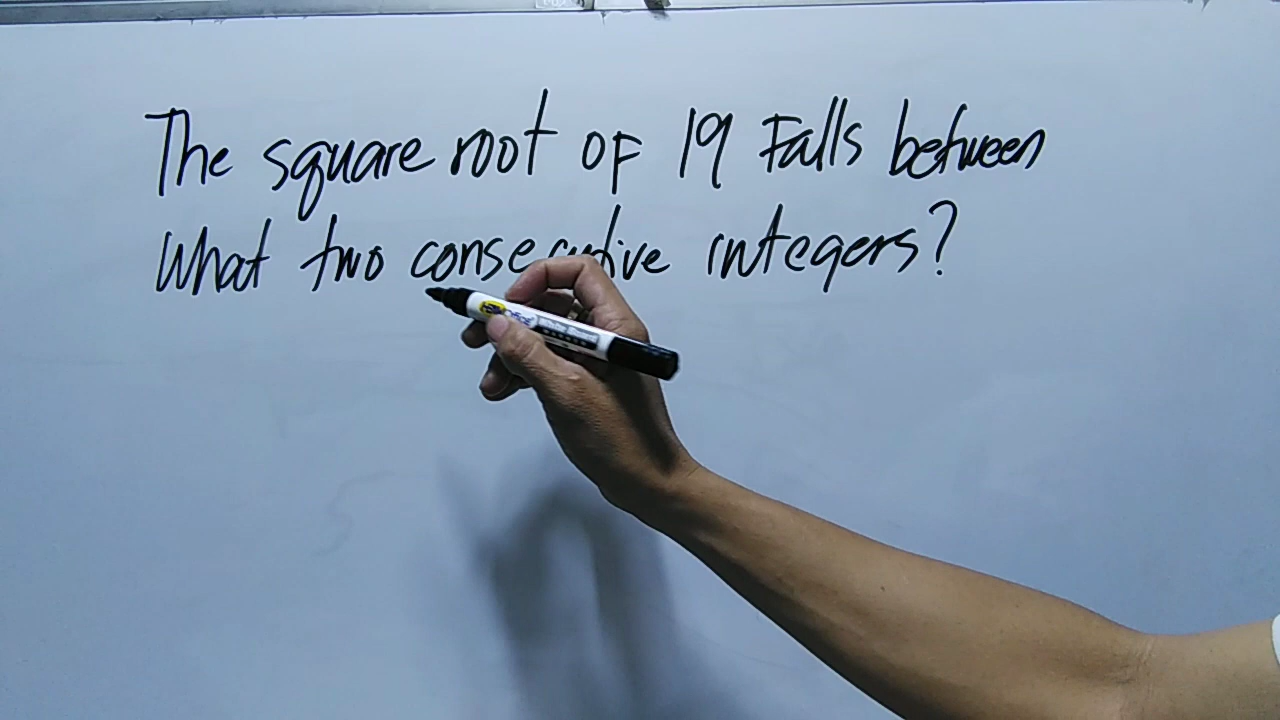 The square root of 19 Falls between
What two consecutive integers?